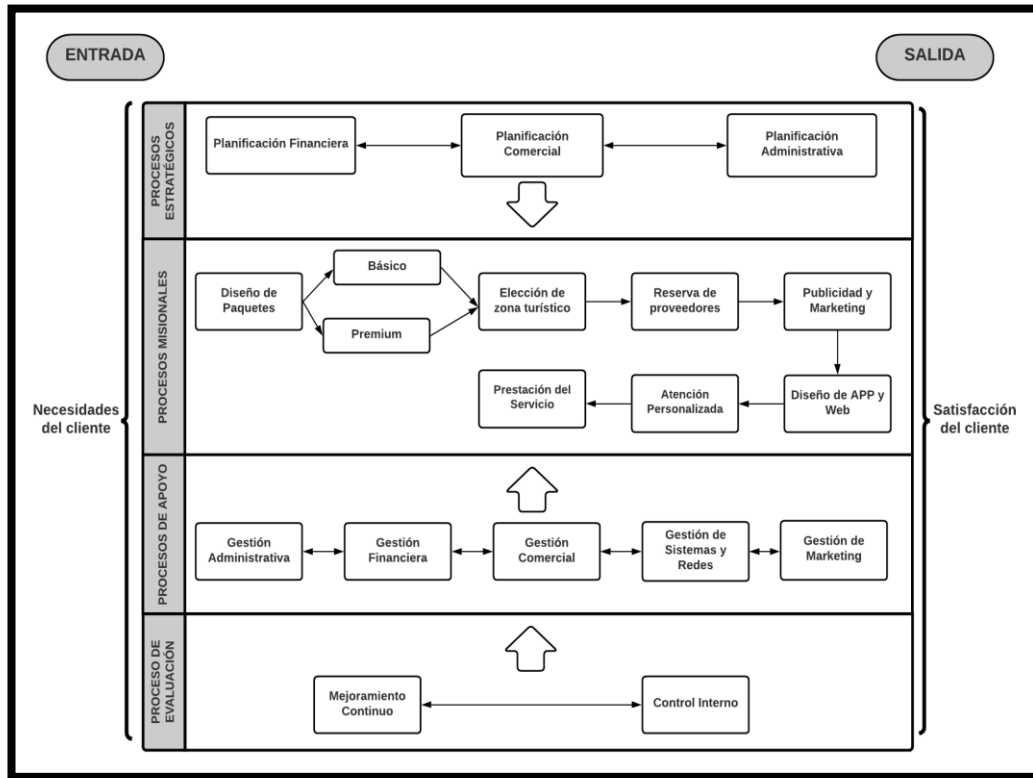 ENTRADA
SALIDA
PROCESOS
ESTRATÉGICOS
Planificación Financiera
Planificación
Comercial
Planificación
Administrativa
PROCESOS MISIONALES
Diseño de
Paquetes
Básico
Premium
Elección de
zona turístico
Reserva de
proveedores
Publicidad y
Marketing
Diseño de APP y
Web
Atención
Personalizada
Prestación del
Servicio
Necesidades
del cliente
Satisfacción
del cliente
PROCESOS DE APOYO
Gestión
Administrativa
Gestión
Financiera
Gestión
Comercial
Gestión de
Sistemas y
Redes
Gestión de
Marketing
PROCESO DE
EVALUACIÓN
Mejoramiento
Continuo
Control Interno